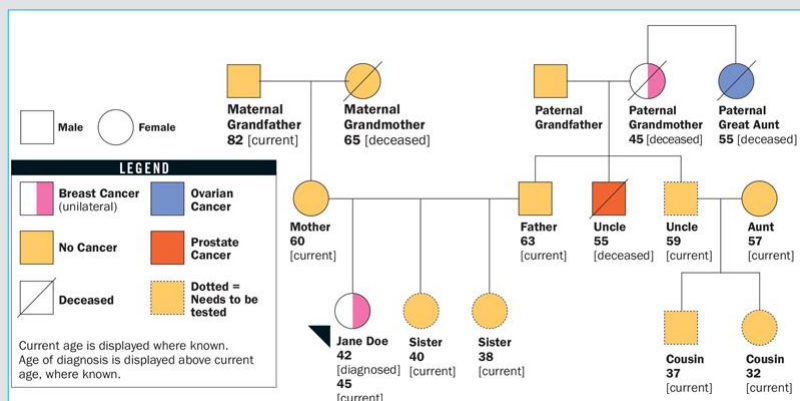 Maternal
Grandfather
82 [current]
Maternal
Grandmother
65 [deceased]
Paternal
Grandfather
Paternal
Grandmother
45 [deceased]
Paternal
Great Aunt
55 [deceased]
Male
Female
LEGEND
Breast Cancer
(unilateral)
Ovarian
Cancer
No Cancer
Prostate
Cancer
Deceased
Dotted =
Needs to be
tested
Current age is displayed where known.
Age of diagnosis is displayed above current
age, where known.
Mother
60
[current]
Father
63
[current]
Uncle
55
[deceased]
Uncle
59
[current]
Aunt
57
[current]
Jane Doe
42
[diagnosed]
45
[current]
Sister
40
[current]
Sister
38
[current]
Cousin
37
[current]
Cousin
32
[current]